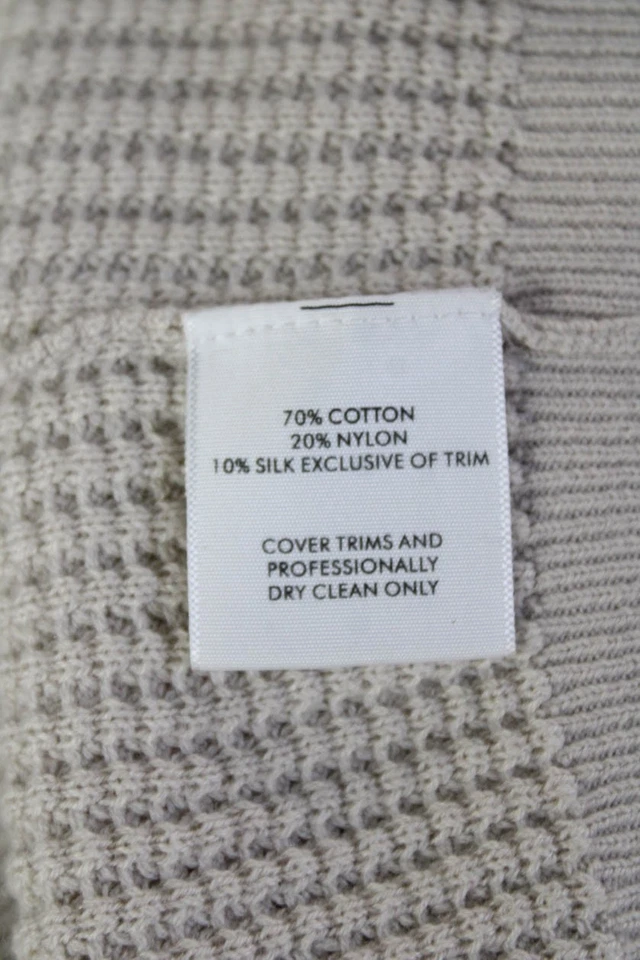 70% COTTON
20% NYLON
10% SILK EXCLUSIVE OF TRIM
COVER TRIMS AND
PROFESSIONALLY
DRY CLEAN ONLY